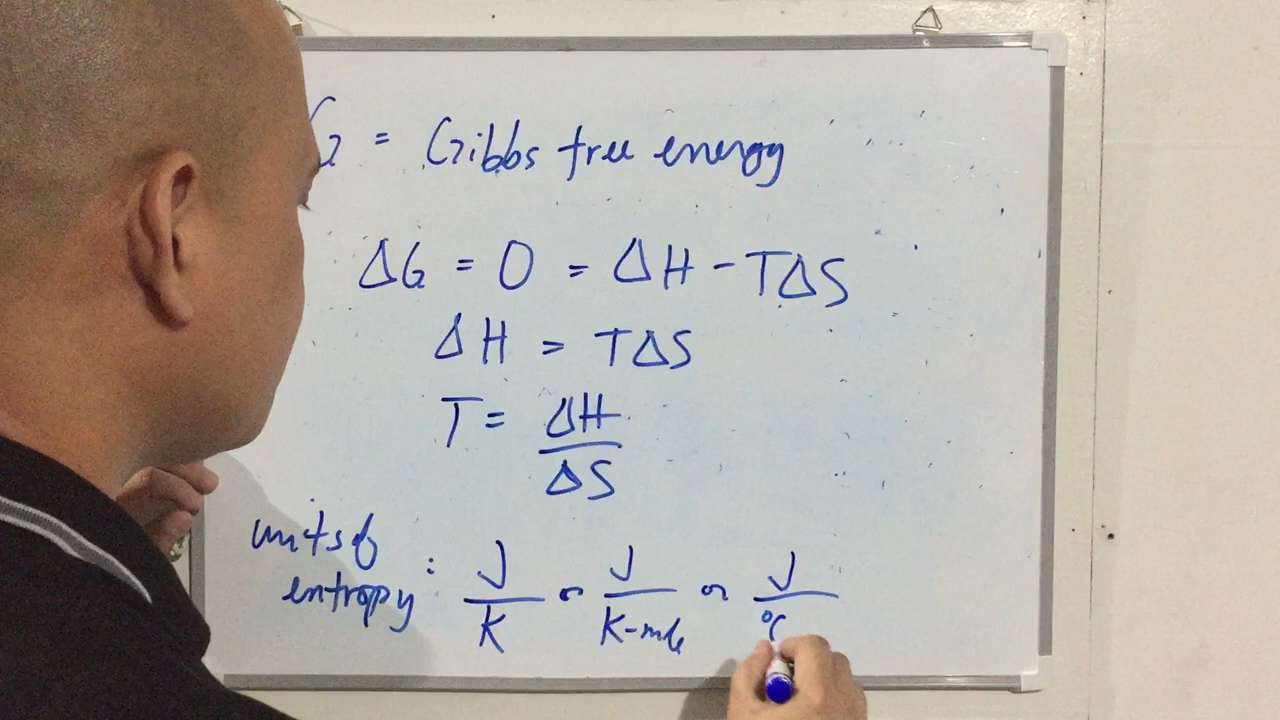 G = Gibbs free energy
ΔG = 0 = ΔH - TΔS
ΔH = TΔS
T = ΔH
ΔS
units of
entropy : J/K or J/K-mole or J/°C